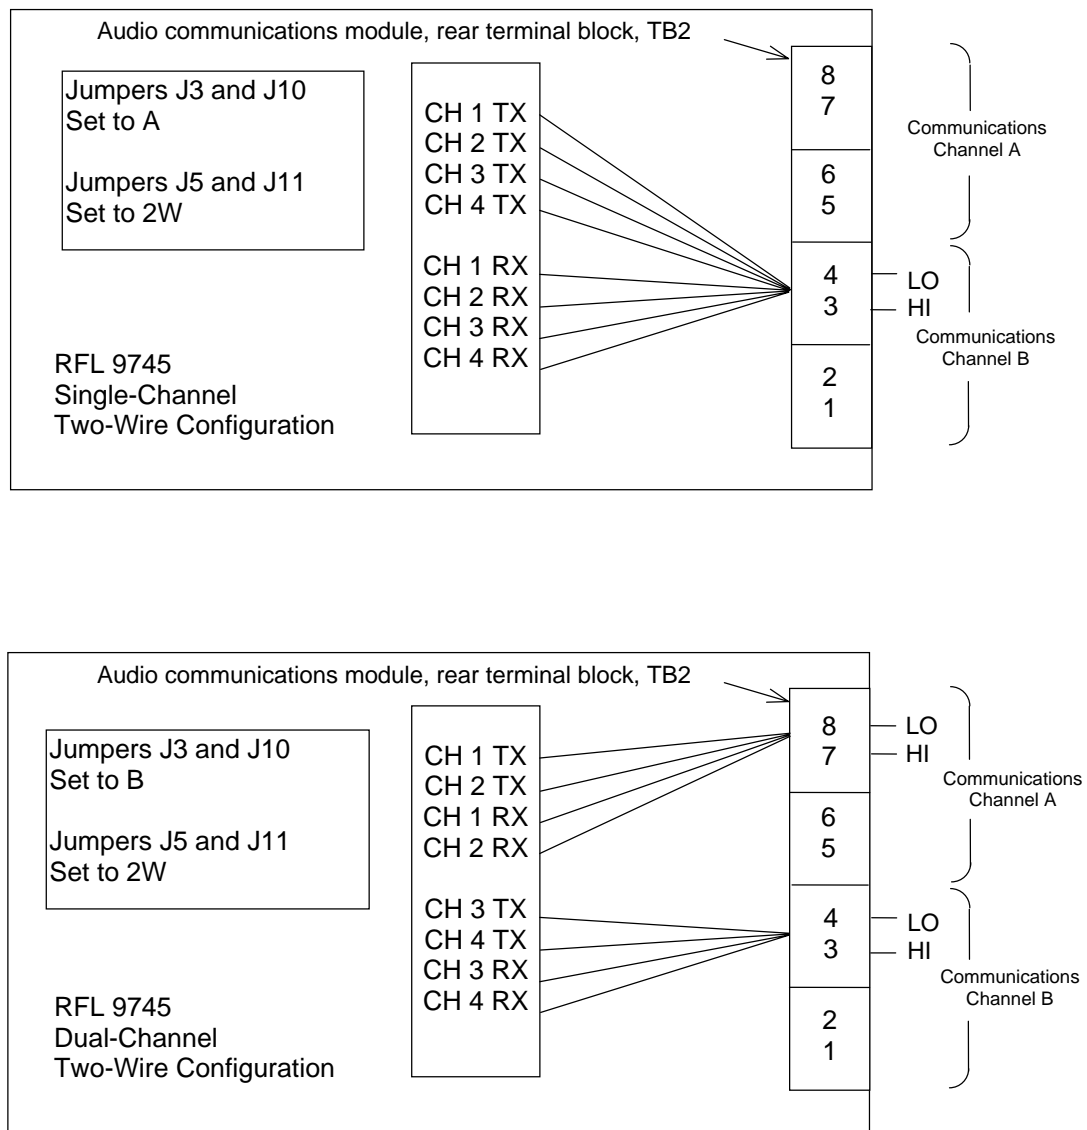 Audio communications module, rear terminal block, TB2
Jumpers J3 and J10
Set to A
Jumpers J5 and J11
Set to 2W
RFL 9745
Single-Channel
Two-Wire Configuration
CH 1 TX
CH 2 TX
CH 3 TX
CH 4 TX
CH 1 RX
CH 2 RX
CH 3 RX
CH 4 RX
8
7
6
5
4
3
2
1
LO
HI
Communications
Channel A
Communications
Channel B
Audio communications module, rear terminal block, TB2
Jumpers J3 and J10
Set to B
Jumpers J5 and J11
Set to 2W
RFL 9745
Dual-Channel
Two-Wire Configuration
CH 1 TX
CH 2 TX
CH 1 RX
CH 2 RX
CH 3 TX
CH 4 TX
CH 3 RX
CH 4 RX
8
7
6
5
4
3
2
1
LO
HI
LO
HI
Communications
Channel A
Communications
Channel B